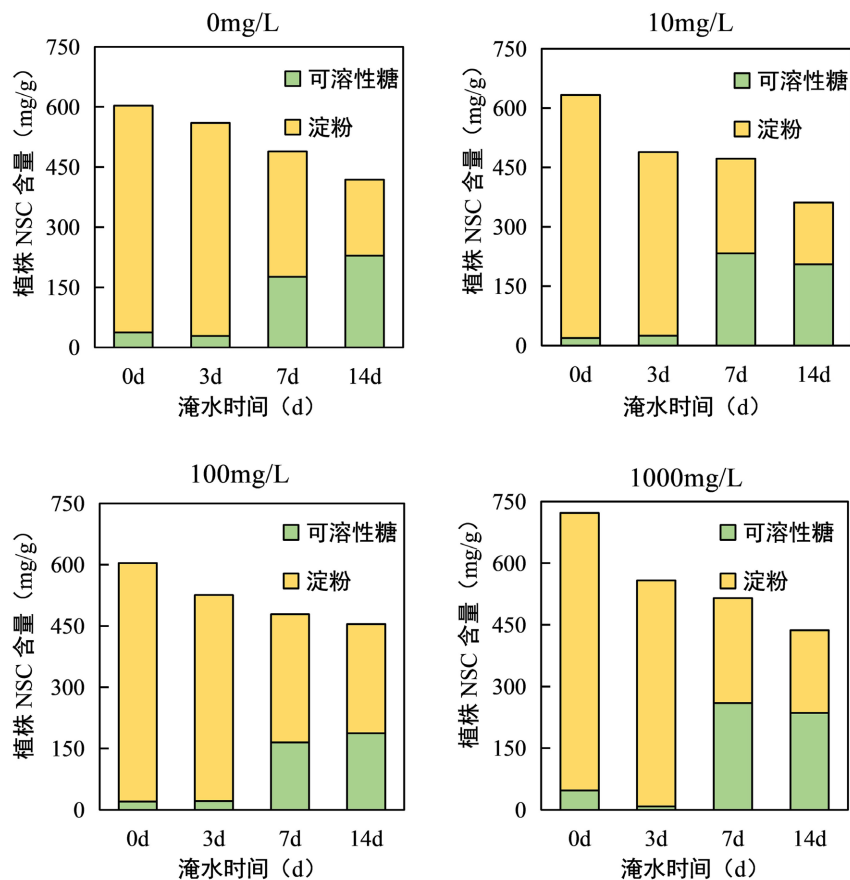 0mg/L
750
600
450
300
150
0
植株 NSC 含量（mg/g）
可溶性糖
淀粉
0d 3d 7d 14d
淹水时间（d）
10mg/L
750
600
450
300
150
0
植株 NSC 含量（mg/g）
可溶性糖
淀粉
0d 3d 7d 14d
淹水时间（d）
100mg/L
750
600
450
300
150
0
植株 NSC 含量（mg/g）
可溶性糖
淀粉
0d 3d 7d 14d
淹水时间（d）
1000mg/L
750
600
450
300
150
0
植株 NSC 含量（mg/g）
可溶性糖
淀粉
0d 3d 7d 14d
淹水时间（d）